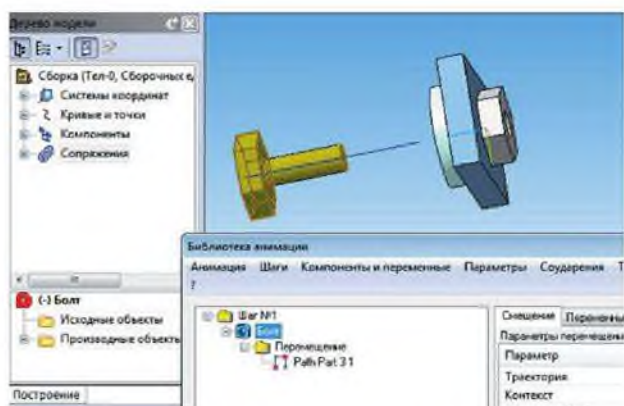 Дерево модели
Сборка (Тел-0, Сборочных е
Системы координат
Кривые и точки
Компоненты
Сопряжения
(-) Болт
Исходные объекты
Производные объекты
Построение
Библиотека анимации
Анимация Шаги Компоненты и переменные Параметры Соударения Т
?
Шаг №1
Болт
Перемещение
Path Part 3 1
Смещение Переменны
Параметры перемещени
Параметр
Траектория
Контекст